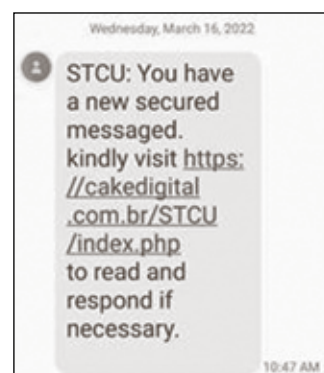 Wednesday, March 16, 2022
STCU: You have
a new secured
messaged.
kindly visit https:
//cakedigital
.com.br/STCU
/index.php
to read and
respond if
necessary.
10:47 AM